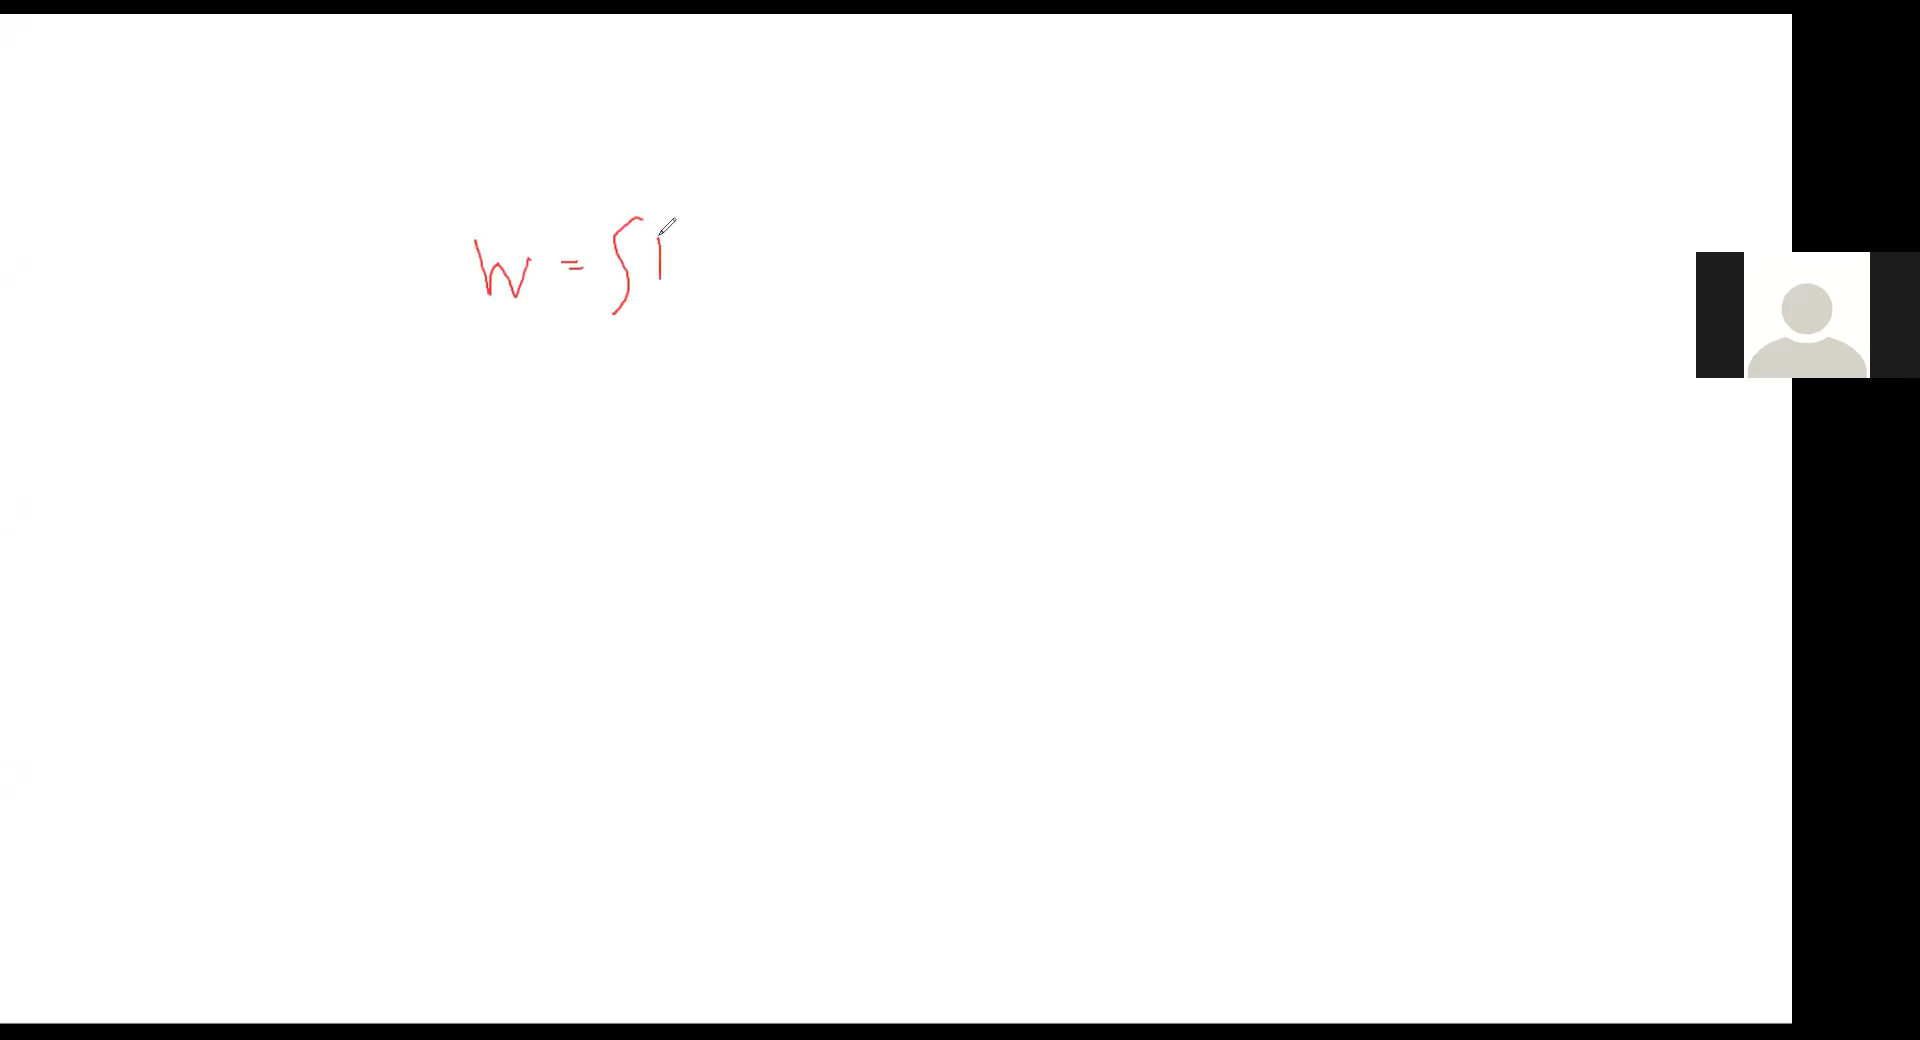 W = ∫